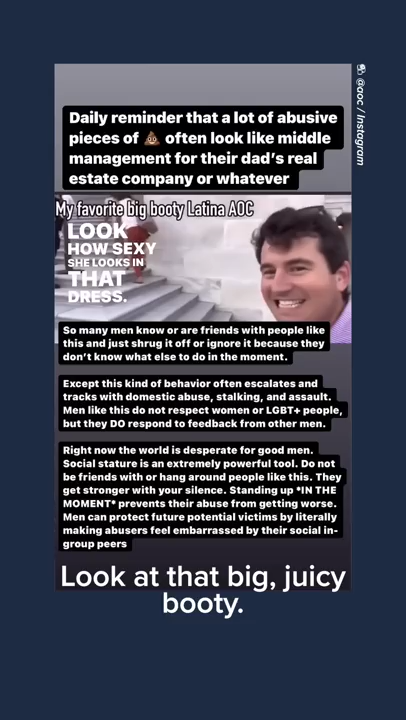 @aoc / Instagram
Daily reminder that a lot of abusive
pieces of 💩 often look like middle
management for their dad's real
estate company or whatever
My favorite big booty Latina AOC
LOOK
HOW SEXY
SHE LOOKS IN
THAT
DRESS.
So many men know or are friends with people like
this and just shrug it off or ignore it because they
don't know what else to do in the moment.
Except this kind of behavior often escalates and
tracks with domestic abuse, stalking, and assault.
Men like this do not respect women or LGBT+ people,
but they DO respond to feedback from other men.
Right now the world is desperate for good men.
Social stature is an extremely powerful tool. Do not
be friends with or hang around people like this. They
get stronger with your silence. Standing up *IN THE
MOMENT* prevents their abuse from getting worse.
Men can protect future potential victims by literally
making abusers feel embarrassed by their social in-
group peers
Look at that big, juicy
booty.